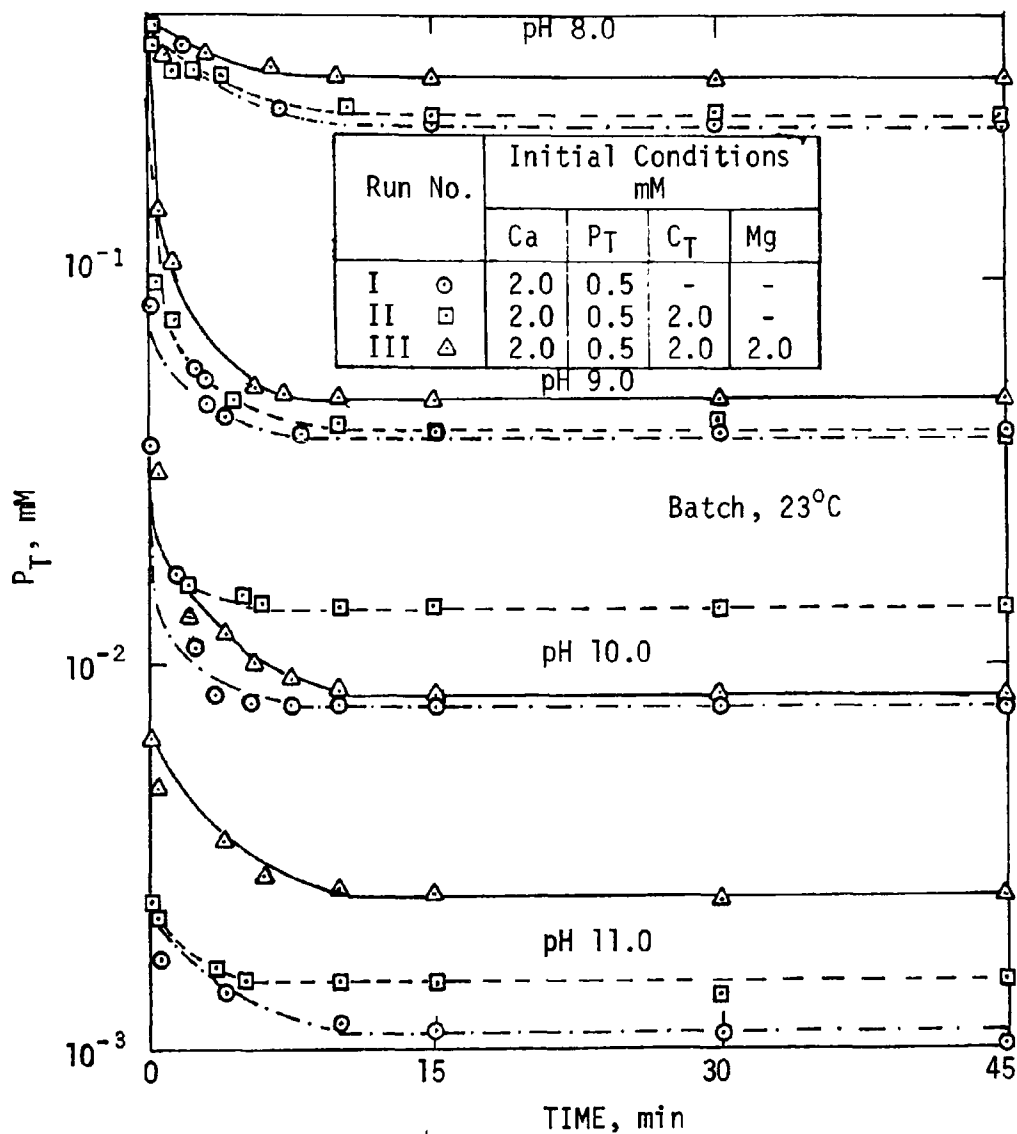 pH 8.0
Initial Conditions
mM
Run No.
Ca P_T C_T Mg
I ⊙ 2.0 0.5 - -
II ⊡ 2.0 0.5 2.0 -
III △ 2.0 0.5 2.0 2.0
pH 9.0
Batch, 23°C
pH 10.0
pH 11.0
10⁻¹
10⁻²
10⁻³
P_T, mM
0 15 30 45
TIME, min